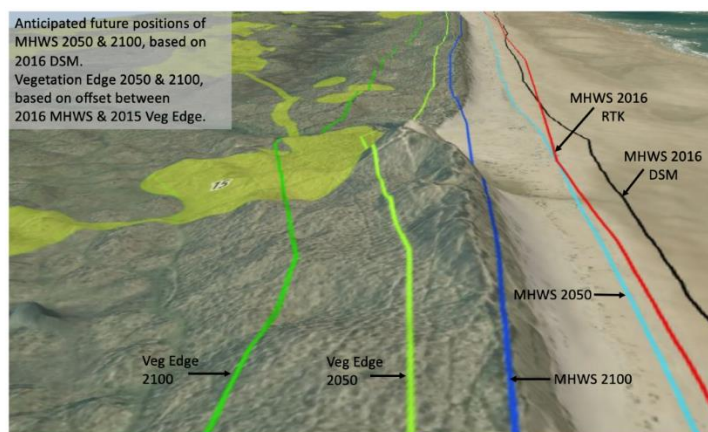 Anticipated future positions of
MHWS 2050 & 2100, based on
2016 DSM.
Vegetation Edge 2050 & 2100,
based on offset between
2016 MHWS & 2015 Veg Edge.
MHWS 2016
RTK
MHWS 2016
DSM
15
MHWS 2050
Veg Edge
2100
Veg Edge
2050
MHWS 2100